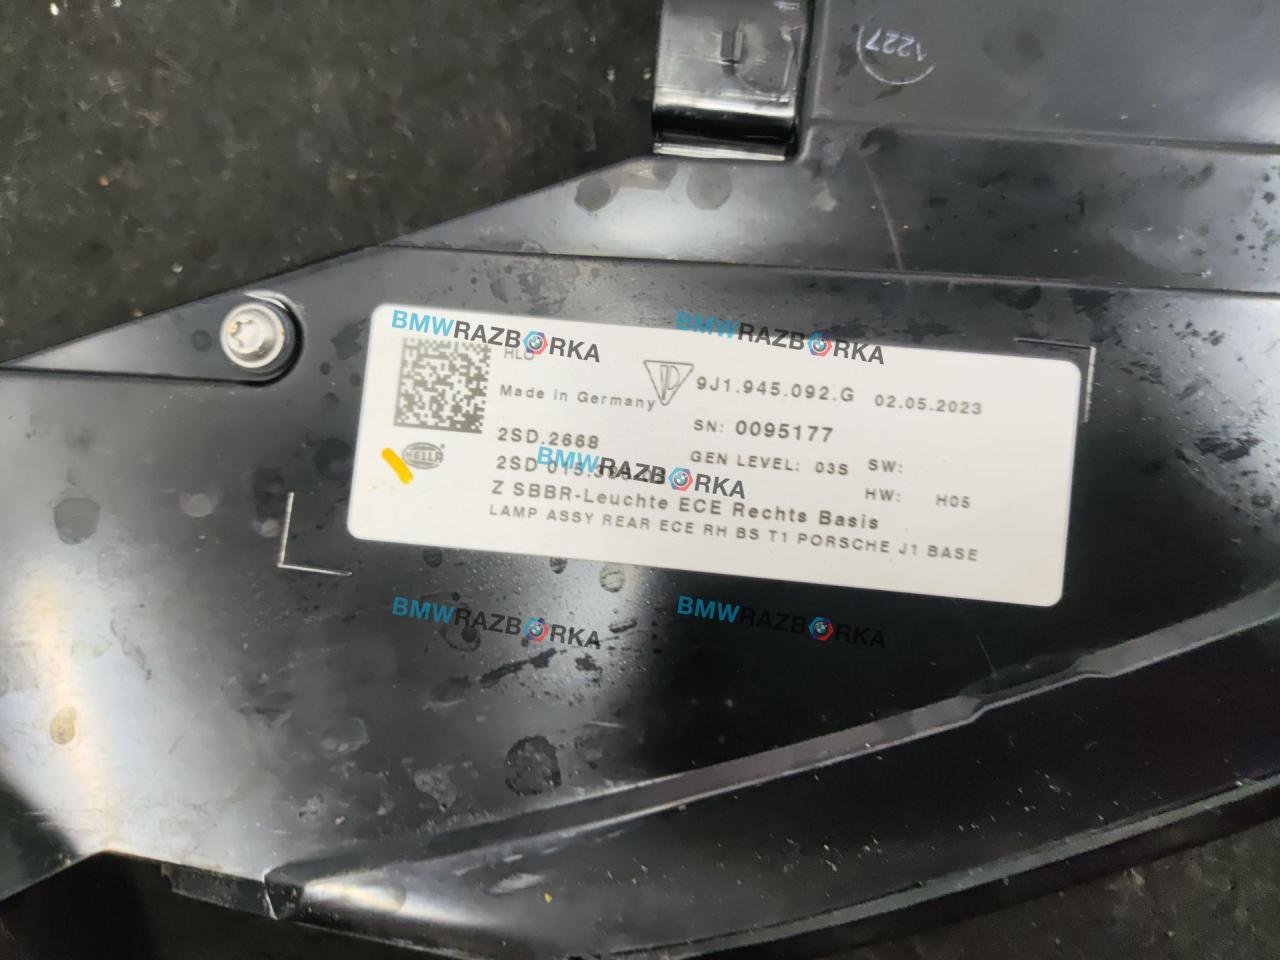 1227
BMWRAZBORKA
BMWRAZBORKA
Made in Germany
9J1.945.092.G 02.05.2023
SN: 0095177
2SD.2668
HELLA
GEN LEVEL: 03S SW:
2SD
BMWRAZBORKA
HW: H05
Z SBBR-Leuchte ECE Rechts Basis
LAMP ASSY REAR ECE RH BS T1 PORSCHE J1 BASE
BMWRAZBORKA
BMWRAZBORKA